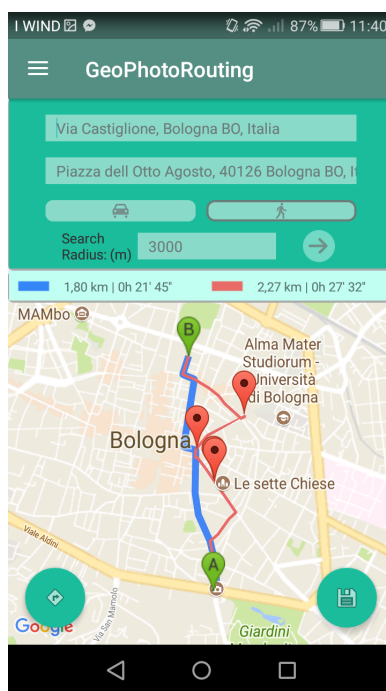 I WIND 87% 11:40
GeoPhotoRouting
Via Castiglione, Bologna BO, Italia
Piazza dell Otto Agosto, 40126 Bologna BO, It
Search
Radius: (m)
3000
1,80 km | 0h 21' 45" 2,27 km | 0h 27' 32"
MAMbo
B
Alma Mater
Studiorum -
Università
di Bologna
Bologna
Le sette Chiese
Viale Aldini
A
Via San Mamolo
Google
Giardini